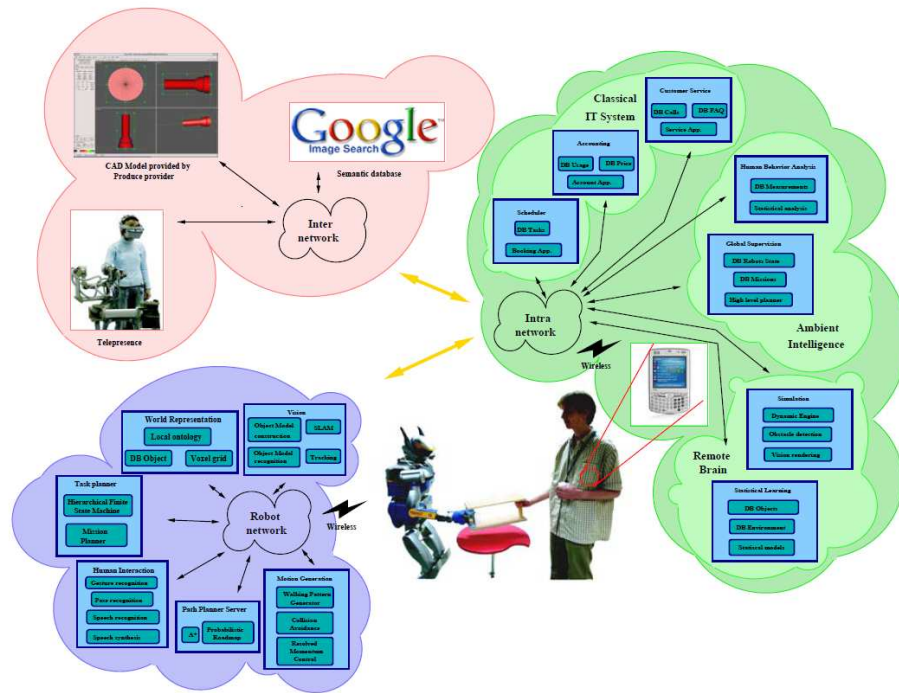 CAD Model provided by
Produce provider
Google™
Image Search
Semantic database
Inter
network
Telepresence
Classical
IT System
Customer Service
DB Calls
DB FAQ
Service App.
Accounting
DB Usage
DB Price
Account App.
Scheduler
DB Tasks
Booking App.
Human Behavior Analysis
DB Measurements
Statistical analysis
Global Supervision
DB Robots State
DB Missions
High level planner
Ambient
Intelligence
Intra
network
Wireless
Simulation
Dynamic Engine
Obstacle detection
Vision rendering
Remote
Brain
Statistical Learning
DB Objects
DB Environment
Statiscal models
World Representation
Local ontology
DB Object
Voxel grid
Vision
Object Model
construction
SLAM
Object Model
recognition
Tracking
Task planner
Hierarchical Finite
State Machine
Mission
Planner
Robot
network
Wireless
Human Interaction
Gesture recognition
Pose recognition
Speech recognition
Speech synthesis
Path Planner Server
A*
Probabilistic
Roadmap
Motion Generation
Walking Pattern
Generator
Collision
Avoidance
Resolved
Momentum
Control